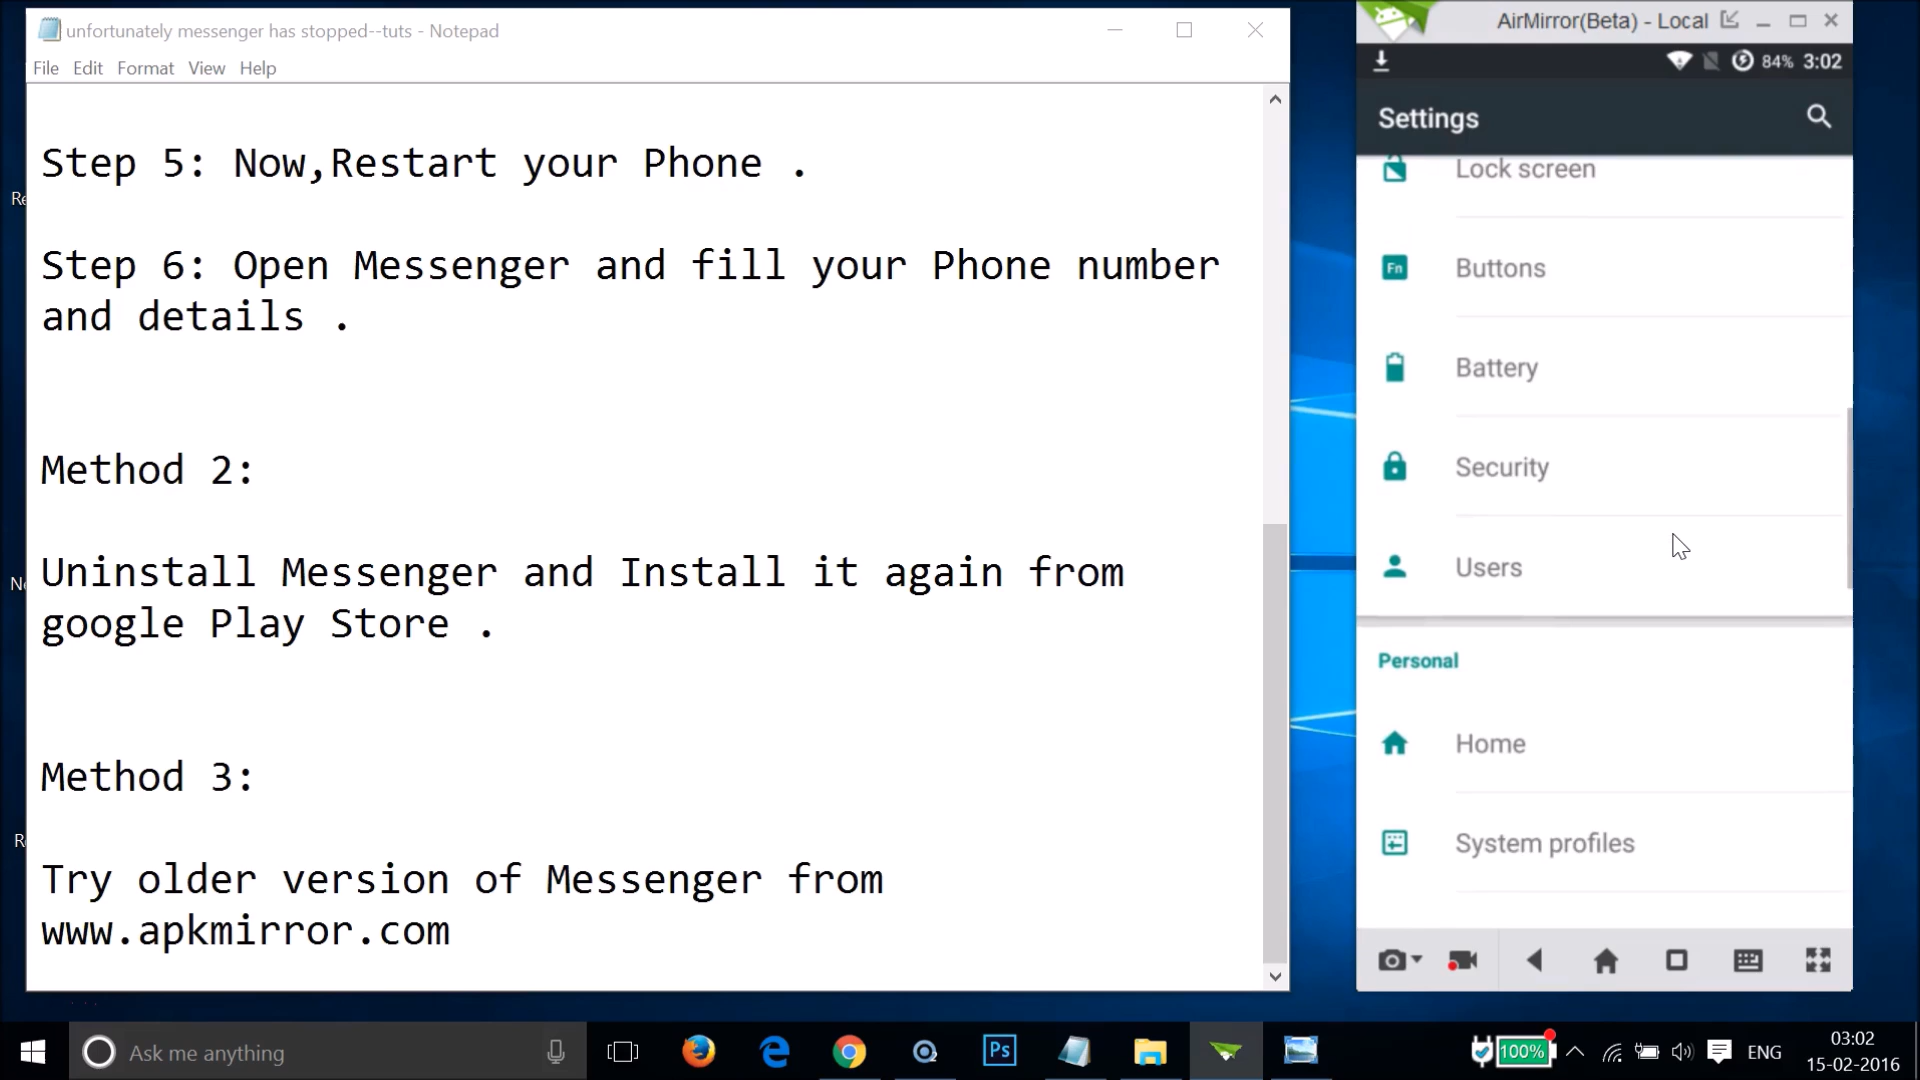 unfortunately messenger has stopped--tuts - Notepad
File Edit Format View Help
Step 5: Now,Restart your Phone .
Step 6: Open Messenger and fill your Phone number
and details .
Method 2:
Uninstall Messenger and Install it again from
google Play Store .
Method 3:
Try older version of Messenger from
www.apkmirror.com
AirMirror(Beta) - Local
84% 3:02
Settings
Lock screen
Fn Buttons
Battery
Security
Users
Personal
Home
System profiles
Ask me anything
Ps
100%
ENG
03:02
15-02-2016